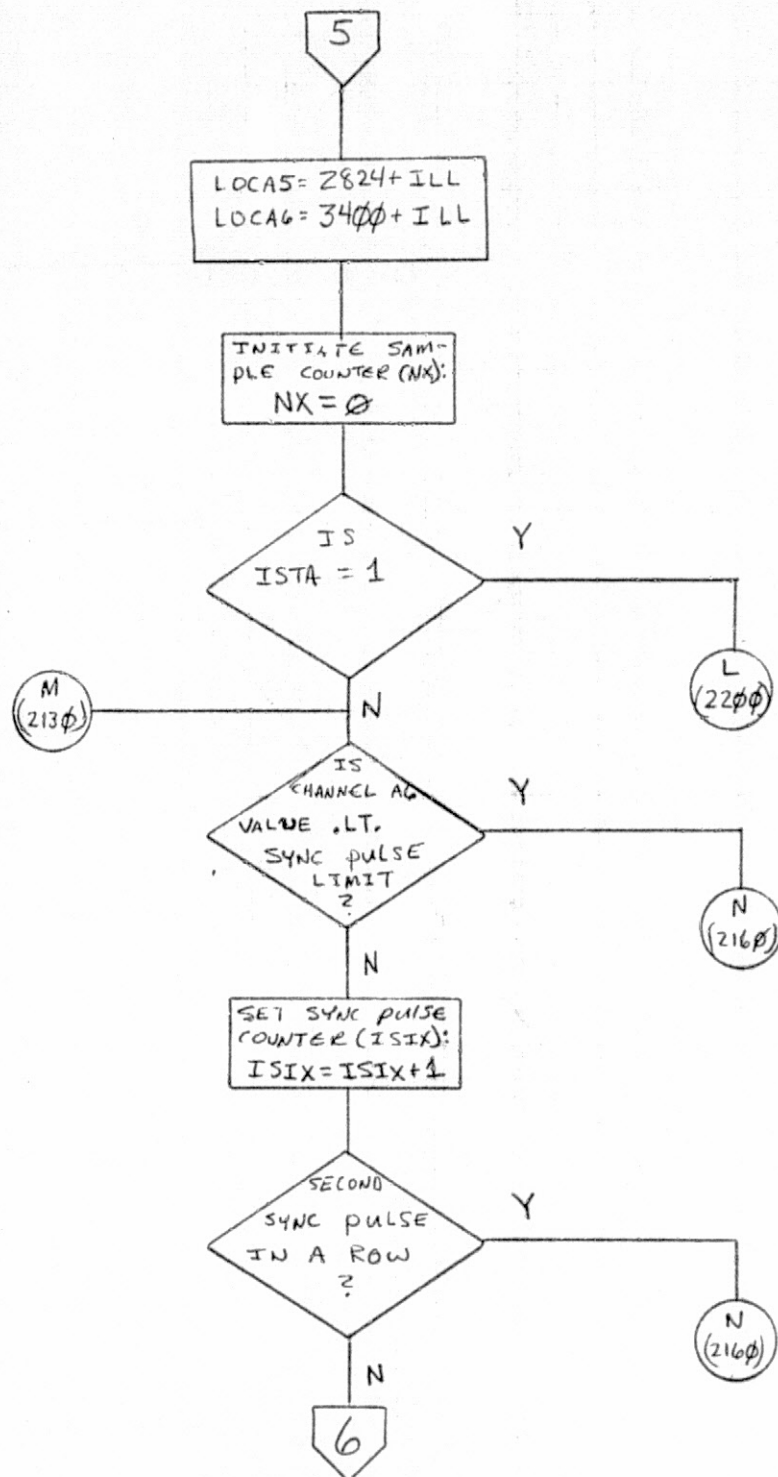 5
LOCA5= 2824+ILL
LOCA6= 34ØØ+ILL
INITIATE SAM-
PLE COUNTER (NX):
NX = Ø
IS
ISTA = 1
Y
L
(22ØØ)
M
(213Ø)
N
IS
CHANNEL A6
VALUE .LT.
SYNC PULSE
LIMIT
?
Y
N
(216Ø)
N
SET SYNC PULSE
COUNTER (ISIX):
ISIX=ISIX+1
SECOND
SYNC PULSE
IN A ROW
?
Y
N
(216Ø)
N
6